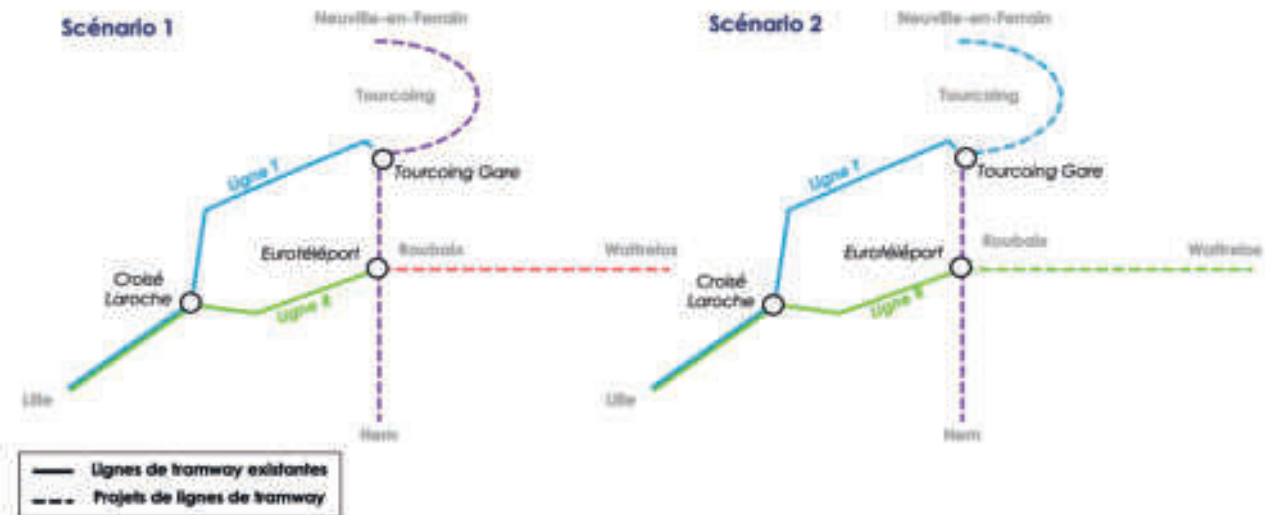 Scénario 1
Neuville-en-Ferrain
Tourcoing
Ligne T
Tourcoing Gare
Eurotéléport
Roubaix
Wattrelos
Croisé
Laroche
Ligne R
Lille
Hem
Scénario 2
Neuville-en-Ferrain
Tourcoing
Ligne T
Tourcoing Gare
Eurotéléport
Roubaix
Wattrelos
Croisé
Laroche
Ligne R
Lille
Hem
Lignes de tramway existantes
Projets de lignes de tramway